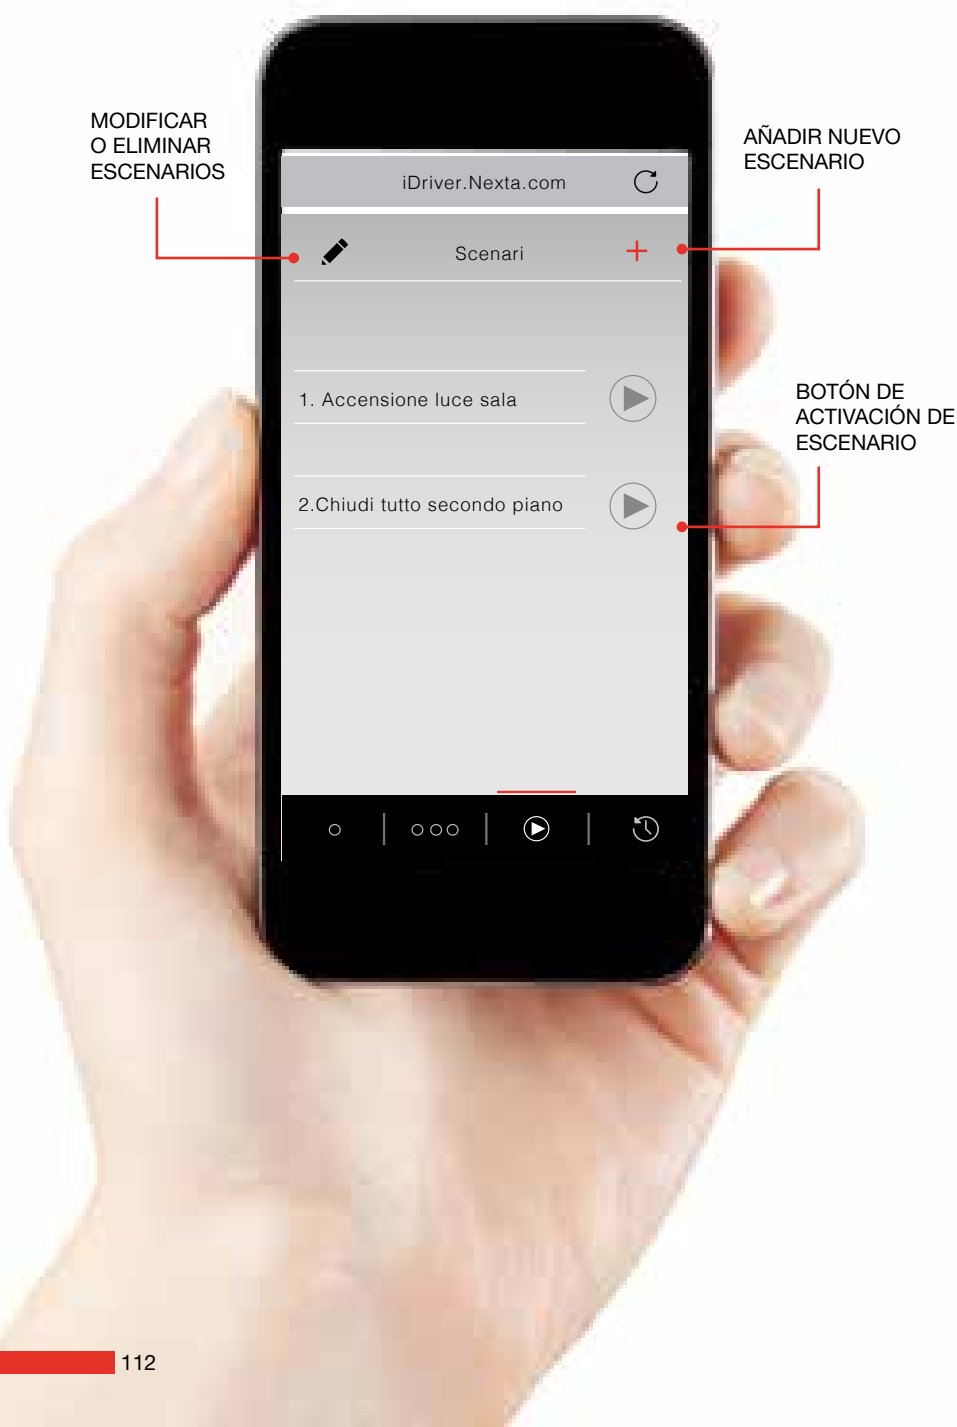 MODIFICAR
O ELIMINAR
ESCENARIOS
AÑADIR NUEVO
ESCENARIO
iDriver.Nexta.com
Scenari
1. Accensione luce sala
BOTÓN DE
ACTIVACIÓN DE
ESCENARIO
2.Chiudi tutto secondo piano
112